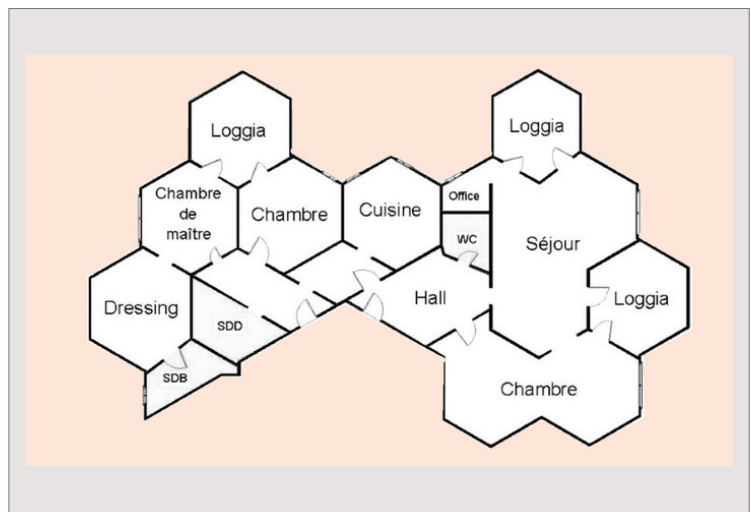 Loggia
Loggia
Chambre
de
maître
Chambre
Cuisine
Office
WC
Séjour
Dressing
SDD
Hall
Loggia
SDB
Chambre